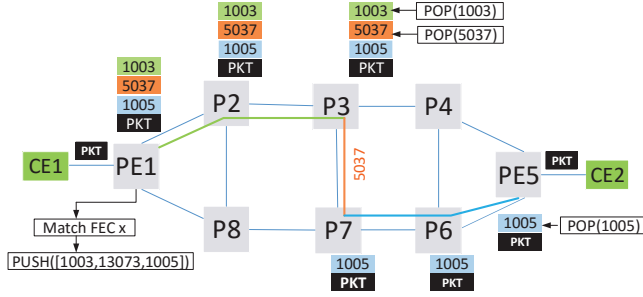 1003
5037
1005
PKT
1003
5037
1005
PKT
POP(1003)
POP(5037)
1003
5037
1005
PKT
P2
P3
P4
CE1
PKT
PE1
5037
PE5
PKT
CE2
Match FEC x
P8
P7
P6
1005
PKT
POP(1005)
PUSH([1003,13073,1005])
1005
PKT
1005
PKT